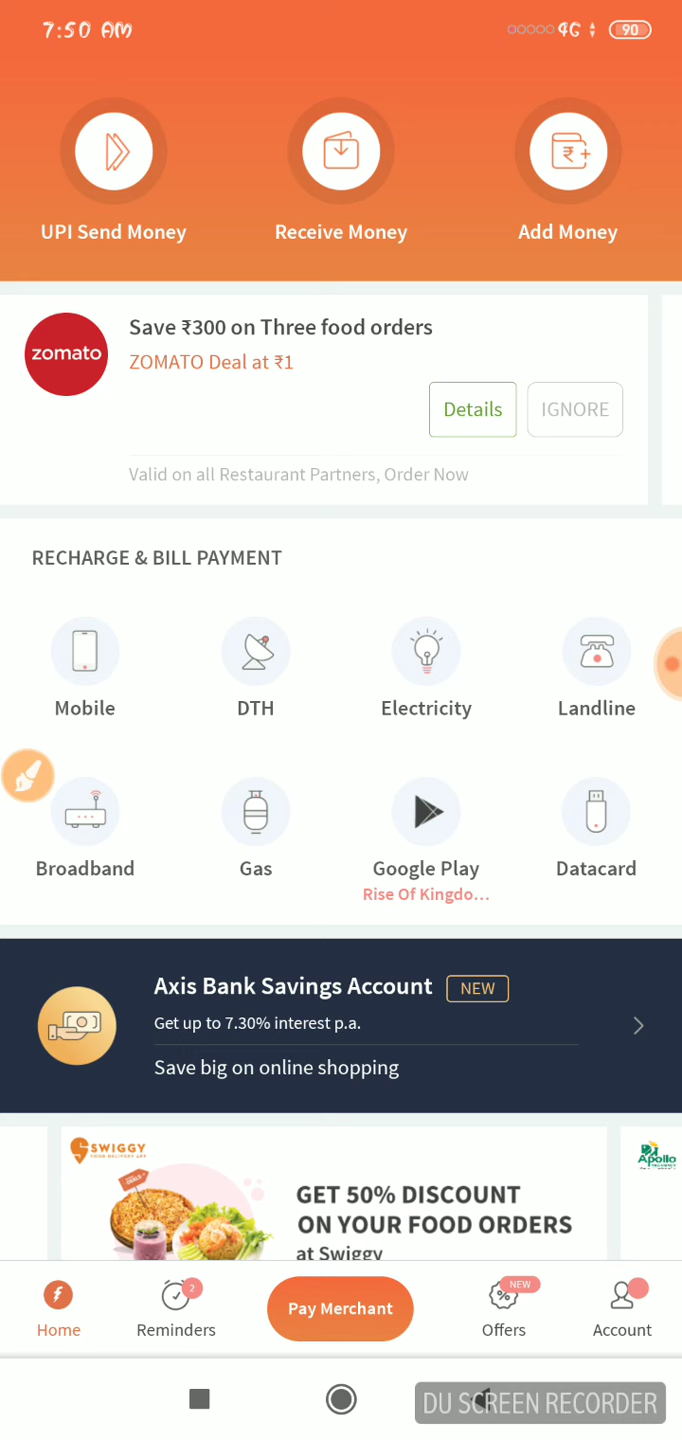 7:50 AM 4G 90
UPI Send Money Receive Money Add Money
zomato
Save ₹300 on Three food orders
ZOMATO Deal at ₹1
Details IGNORE
Valid on all Restaurant Partners, Order Now
RECHARGE & BILL PAYMENT
Mobile DTH Electricity Landline
Broadband Gas Google Play Datacard
Rise Of Kingdo...
Axis Bank Savings Account NEW
Get up to 7.30% interest p.a.
Save big on online shopping
SWIGGY
Apollo
GET 50% DISCOUNT
ON YOUR FOOD ORDERS
at Swiggy
2 NEW
Pay Merchant
Home Reminders Offers Account
DU SCREEN RECORDER